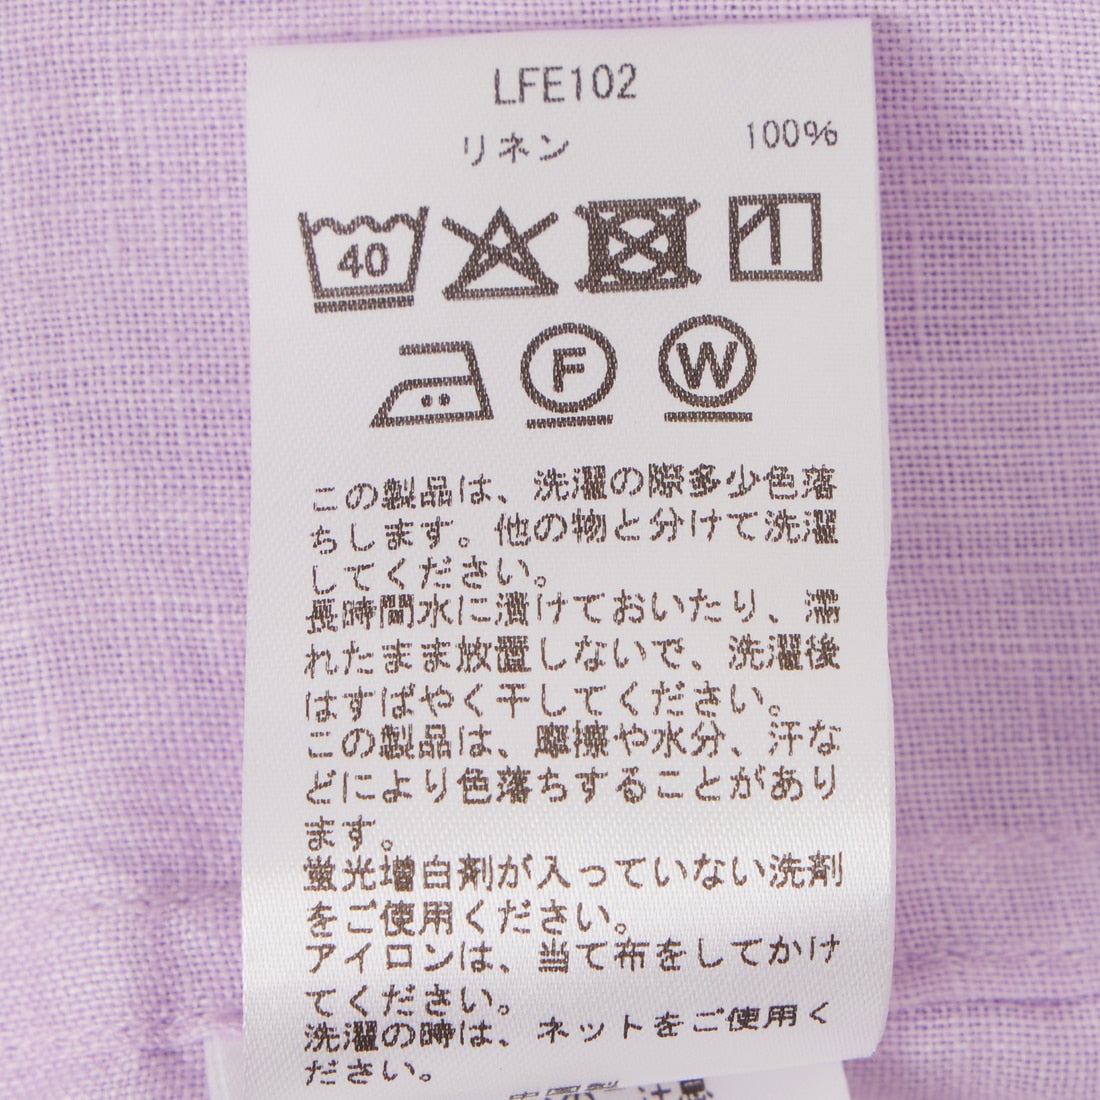 LFE102
リネン 100%
40
F W
この製品は、洗濯の際多少色落
ちします。他の物と分けて洗濯
してください。
長時間水に漬けておいたり、濡
れたまま放置しないで、洗濯後
はすばやく干してください。
この製品は、摩擦や水分、汗な
どにより色落ちすることがあり
ます。
蛍光増白剤が入っていない洗剤
をご使用ください。
アイロンは、当て布をしてかけ
てください。
洗濯の時は、ネットをご使用く
ださい。